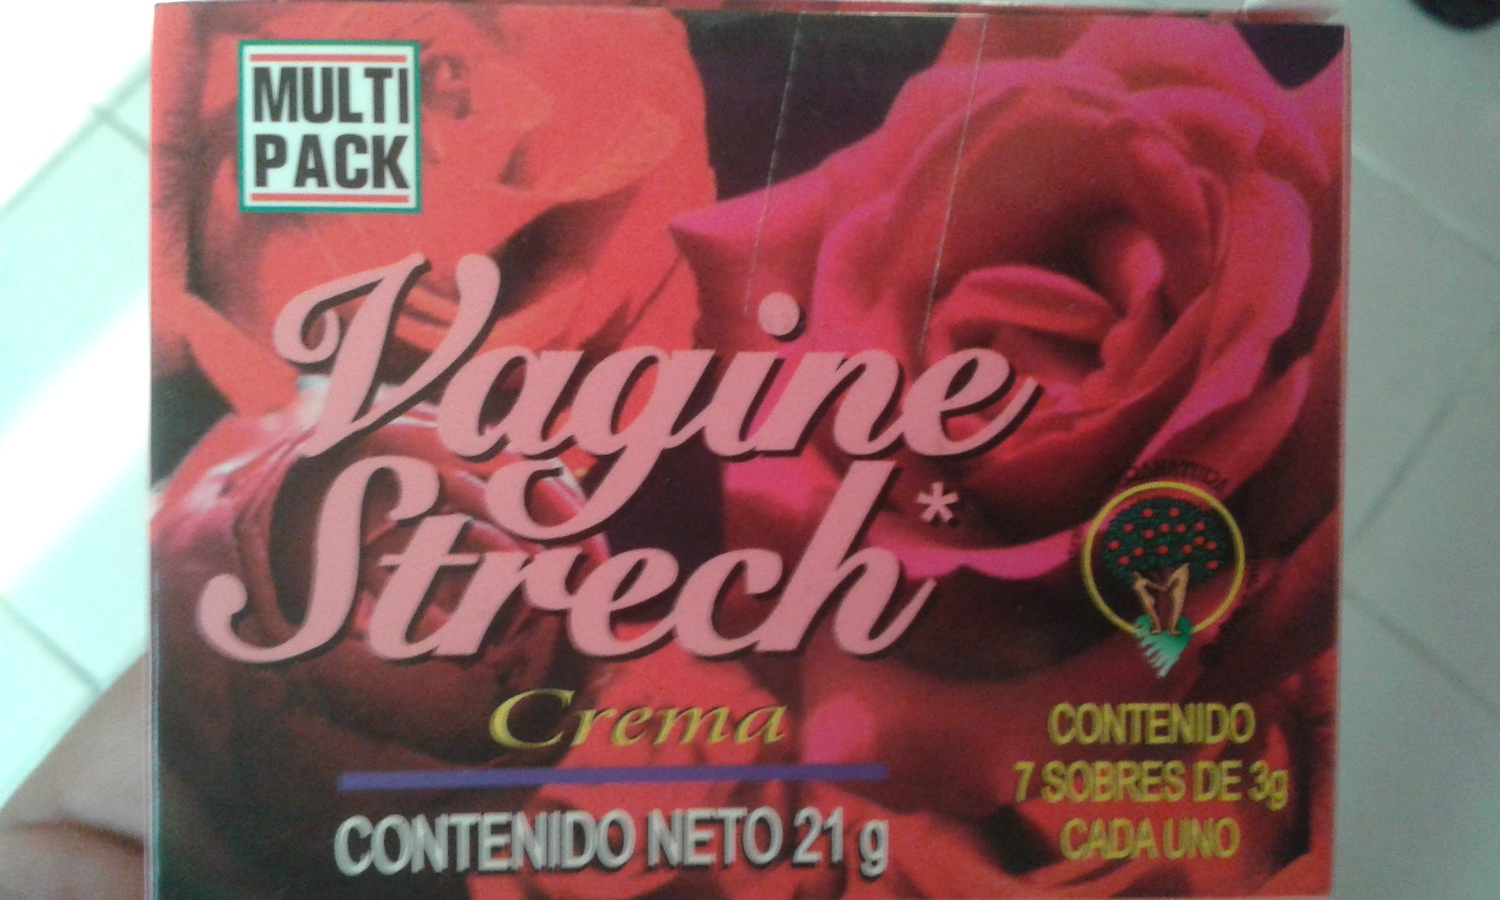 MULTI
PACK
Vagine
Strech*
Crema
CONTENIDO NETO 21 g
CONTENIDO
7 SOBRES DE 3g
CADA UNO